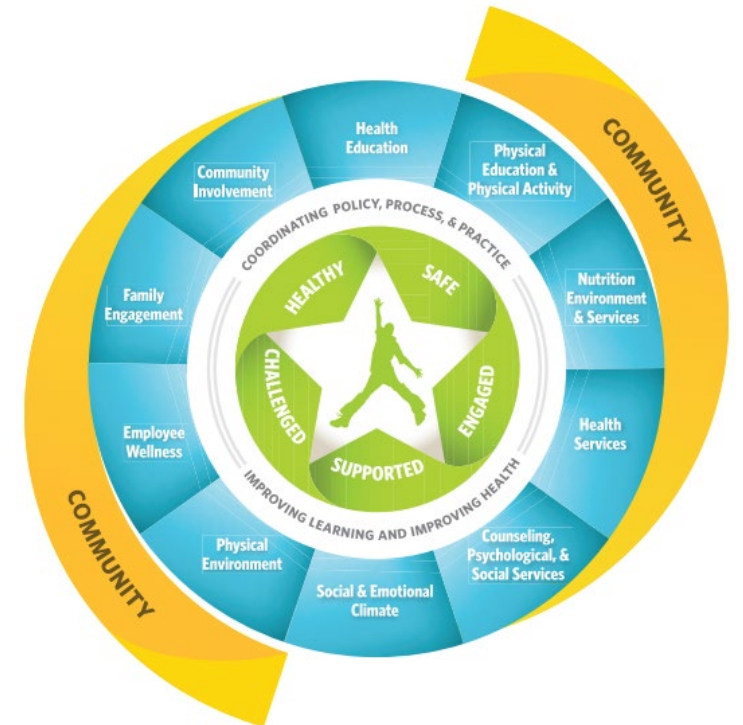 COMMUNITY
Health
Education
Physical
Education &
Physical Activity
Nutrition
Environment
& Services
Health
Services
Counseling,
Psychological, &
Social Services
Social & Emotional
Climate
Physical
Environment
Employee
Wellness
Family
Engagement
Community
Involvement
COORDINATING POLICY, PROCESS, & PRACTICE
IMPROVING LEARNING AND IMPROVING HEALTH
HEALTHY
SAFE
ENGAGED
SUPPORTED
CHALLENGED
COMMUNITY